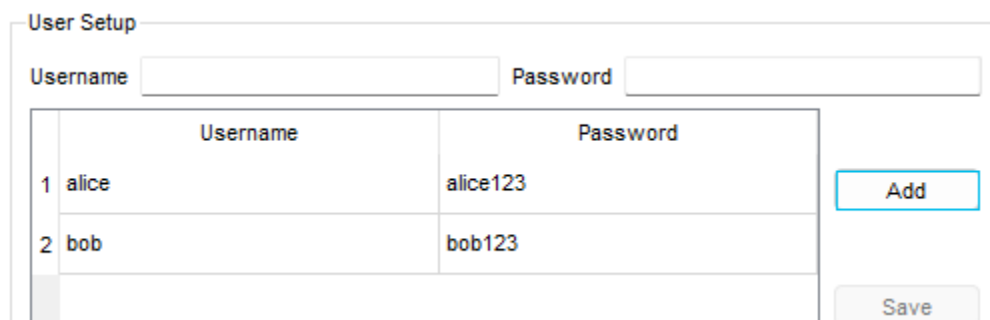 User Setup
Username Password
Username Password
1 alice alice123 Add
2 bob bob123
Save